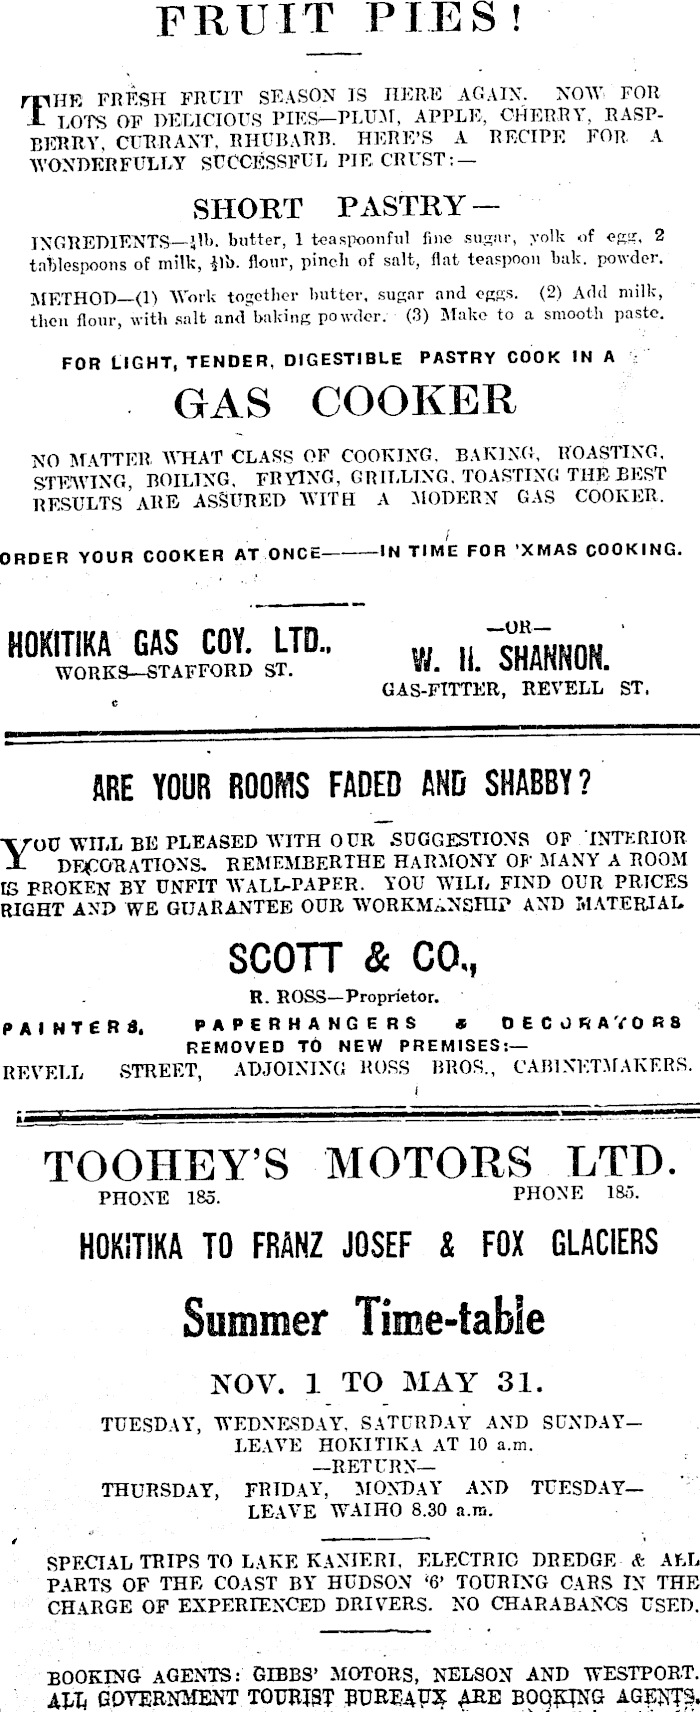 FRUIT PIES!
THE FRESH FRUIT SEASON IS HERE AGAIN. NOW FOR
LOTS OF DELICIOUS PIES—PLUM, APPLE, CHERRY, RASP-
BERRY, CURRANT, RHUBARB. HERE'S A RECIPE FOR A
WONDERFULLY SUCCESSFUL PIE CRUST:—
SHORT PASTRY—
INGREDIENTS— lb. butter, 1 teaspoonful fine sugar, yolk of egg, 2
tablespoons of milk, lb. flour, pinch of salt, flat teaspoon bak. powder.
METHOD—(1) Work together butter, sugar and eggs. (2) Add milk,
then flour, with salt and baking powder. (3) Make to a smooth paste.
FOR LIGHT, TENDER, DIGESTIBLE PASTRY COOK IN A
GAS COOKER
NO MATTER WHAT CLASS OF COOKING, BAKING, ROASTING,
STEWING, BOILING, FRYING, GRILLING, TOASTING THE BEST
RESULTS ARE ASSURED WITH A MODERN GAS COOKER.
ORDER YOUR COOKER AT ONCE———IN TIME FOR 'XMAS COOKING.
HOKITIKA GAS COY. LTD.,
WORKS—STAFFORD ST.
—OR—
W. H. SHANNON.
GAS-FITTER, REVELL ST.
ARE YOUR ROOMS FADED AND SHABBY?
YOU WILL BE PLEASED WITH OUR SUGGESTIONS OF INTERIOR
DECORATIONS. REMEMBERTHE HARMONY OF MANY A ROOM
IS BROKEN BY UNFIT WALL-PAPER. YOU WILL FIND OUR PRICES
RIGHT AND WE GUARANTEE OUR WORKMANSHIP AND MATERIAL
SCOTT & CO.,
R. ROSS—Proprietor.
PAINTERS, PAPERHANGERS & DECORATORS
REMOVED TO NEW PREMISES:—
REVELL STREET, ADJOINING ROSS BROS., CABINETMAKERS.
TOOHEY'S MOTORS LTD.
PHONE 185. PHONE 185.
HOKITIKA TO FRANZ JOSEF & FOX GLACIERS
Summer Time-table
NOV. 1 TO MAY 31.
TUESDAY, WEDNESDAY, SATURDAY AND SUNDAY—
LEAVE HOKITIKA AT 10 a.m.
—RETURN—
THURSDAY, FRIDAY, MONDAY AND TUESDAY—
LEAVE WAIHO 8.30 a.m.
SPECIAL TRIPS TO LAKE KANIERI, ELECTRIC DREDGE & ALL
PARTS OF THE COAST BY HUDSON '6' TOURING CARS IN THE
CHARGE OF EXPERIENCED DRIVERS. NO CHARABANCS USED.
BOOKING AGENTS: GIBBS' MOTORS, NELSON AND WESTPORT.
ALL GOVERNMENT TOURIST BUREAUX ARE BOOKING AGENTS.